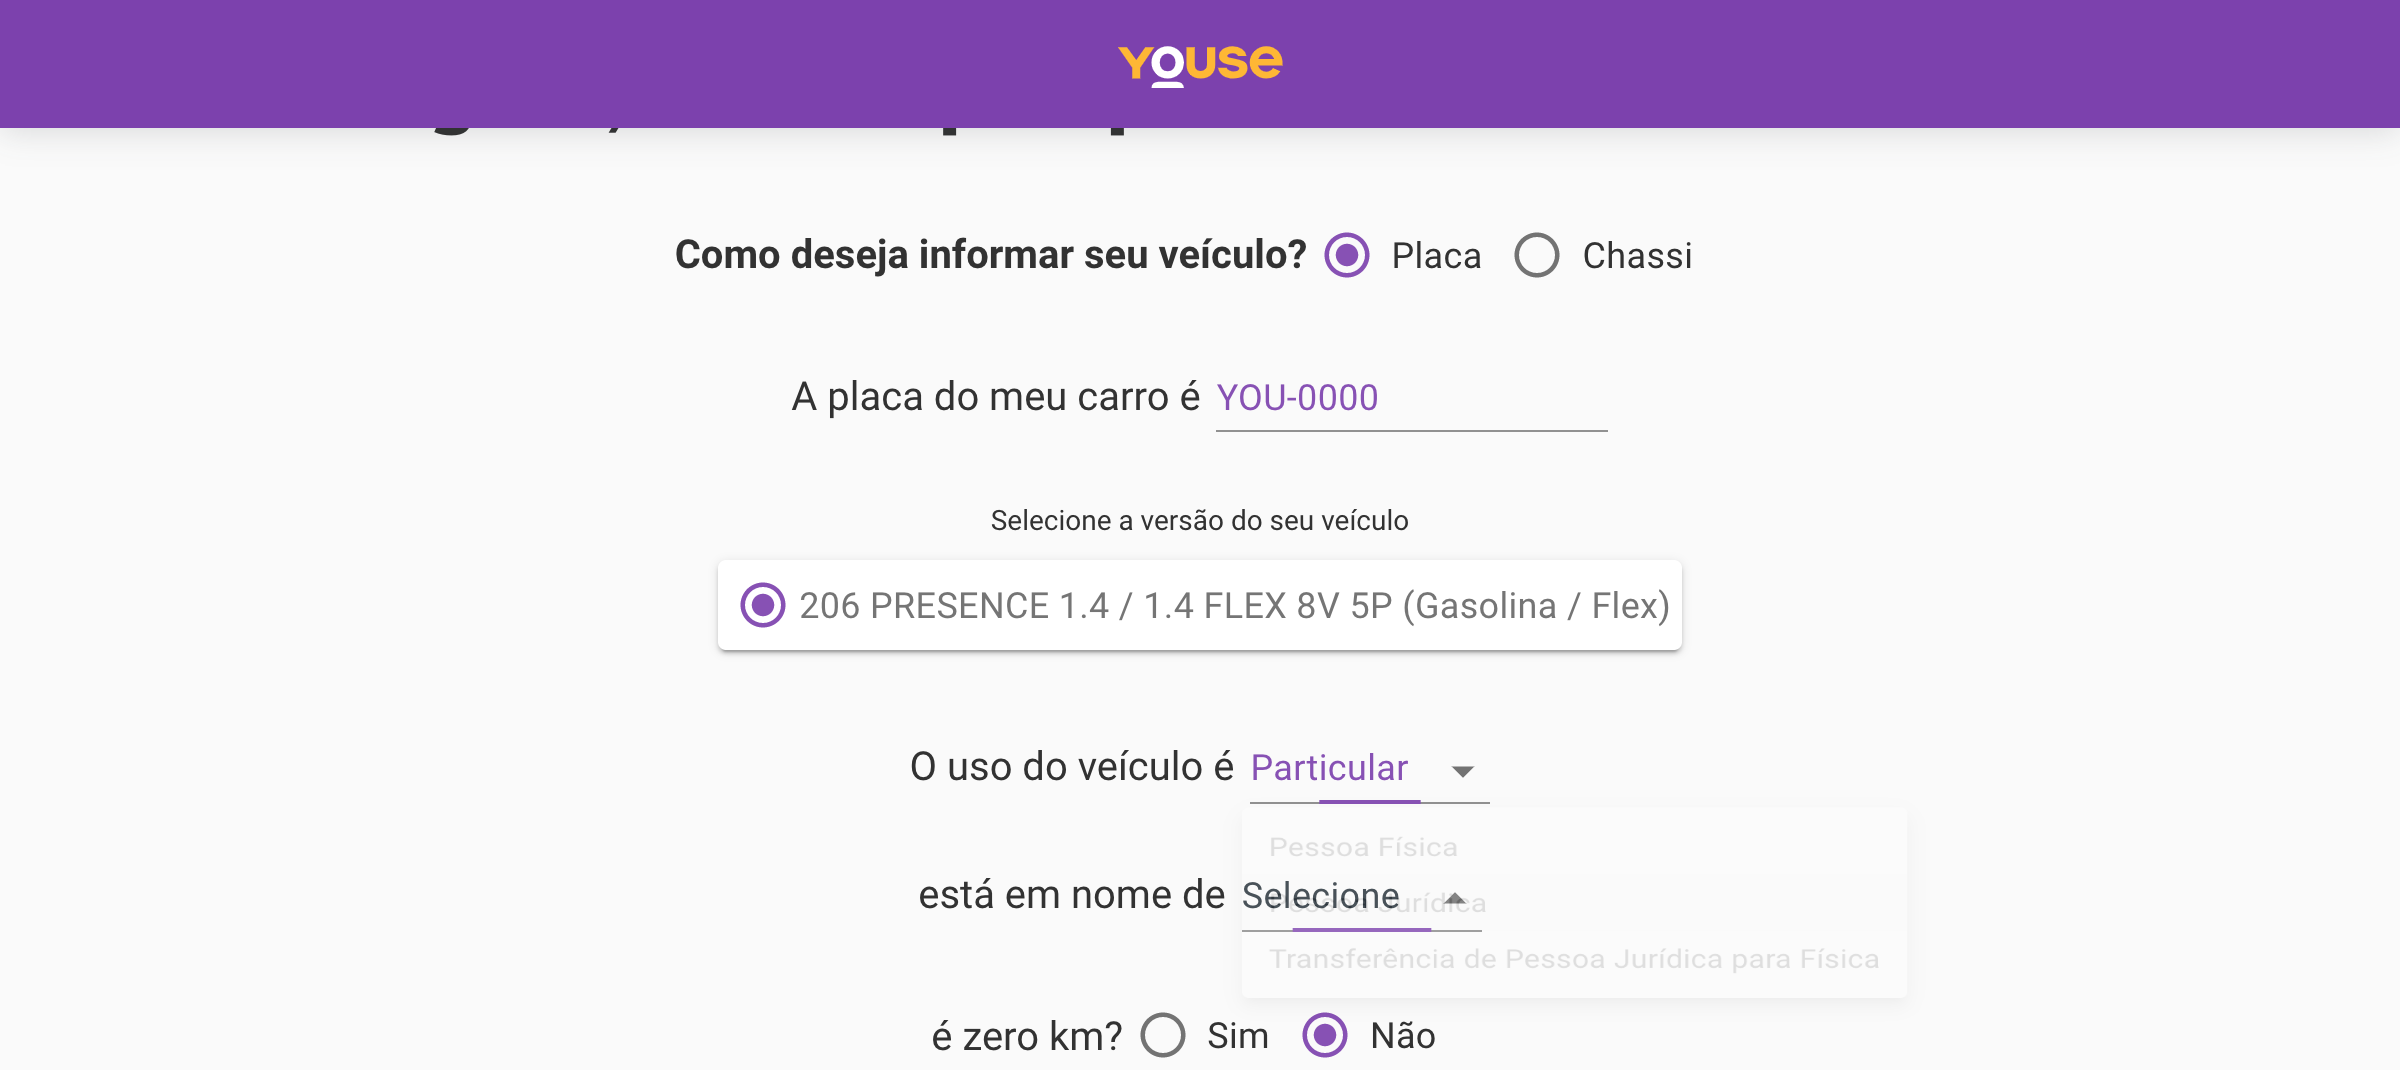 YOUSE
Como deseja informar seu veículo? Placa Chassi
A placa do meu carro é YOU-0000
Selecione a versão do seu veículo
206 PRESENCE 1.4 / 1.4 FLEX 8V 5P (Gasolina / Flex)
O uso do veículo é Particular
Pessoa Física
está em nome de Selecione
Pessoa Jurídica
Transferência de Pessoa Jurídica para Física
é zero km? Sim Não